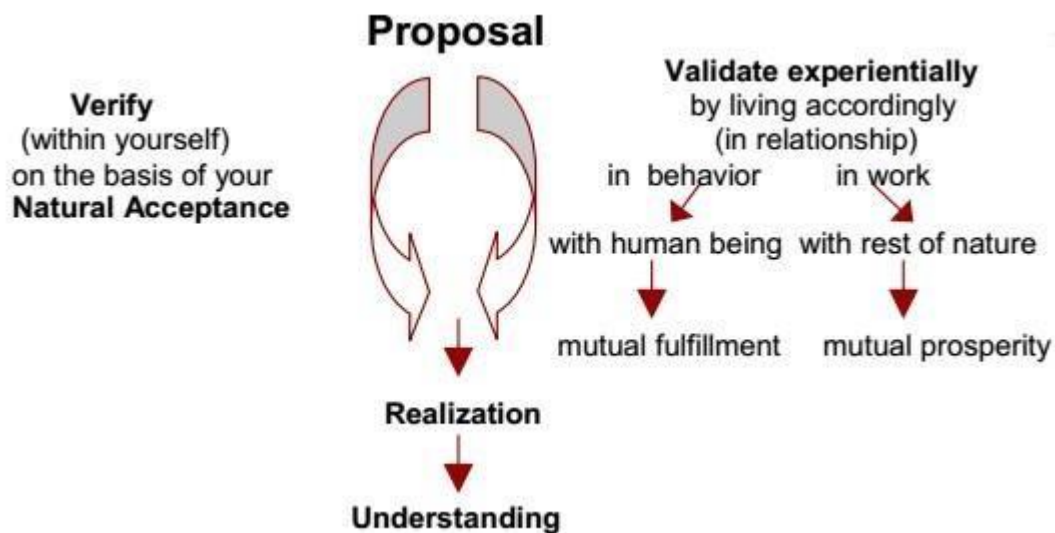 Proposal
Verify
(within yourself)
on the basis of your
Natural Acceptance
Validate experientially
by living accordingly
(in relationship)
in behavior in work
with human being with rest of nature
mutual fulfillment mutual prosperity
Realization
Understanding